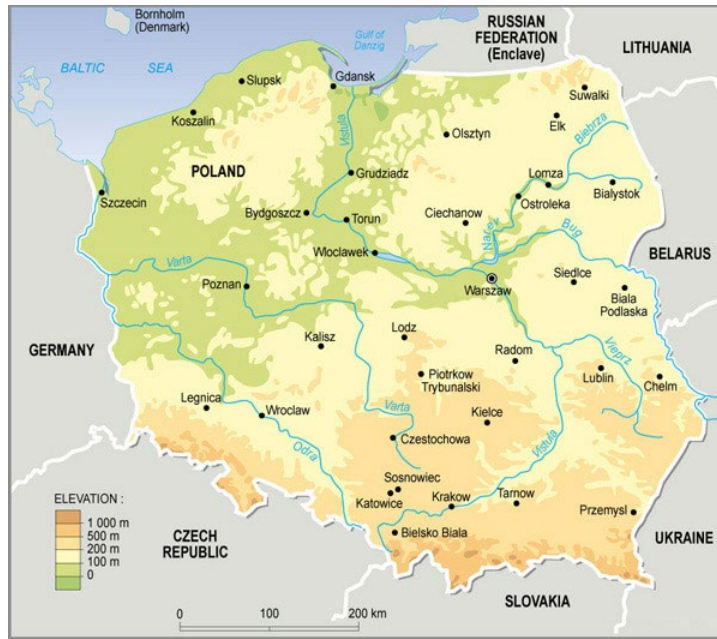 Bornholm
(Denmark)
RUSSIAN
FEDERATION
(Enclave)
LITHUANIA
Gulf of
Danzig
BALTIC SEA
Slupsk
Gdansk
Suwalki
Koszalin
Elk
Olsztyn
Vistula
Biebrza
POLAND
Grudziadz
Lomza
Bialystok
Szczecin
Ostroleka
Bydgoszcz
Torun
Ciechanow
Narez
Bug
Wloclawek
BELARUS
Varta
Siedlce
Poznan
Warszaw
Biala
Podlaska
Kalisz
Lodz
GERMANY
Radom
Vieprz
Piotrkow
Trybunalski
Lublin
Chelm
Legnica
Wroclaw
Varta
Kielce
Vistula
Odra
Czestochowa
ELEVATION :
1 000 m
500 m
200 m
100 m
0
Sosnowiec
Katowice
Krakow
Tarnow
Przemysl
CZECH
REPUBLIC
Bielsko Biala
UKRAINE
SLOVAKIA
0 100 200 km